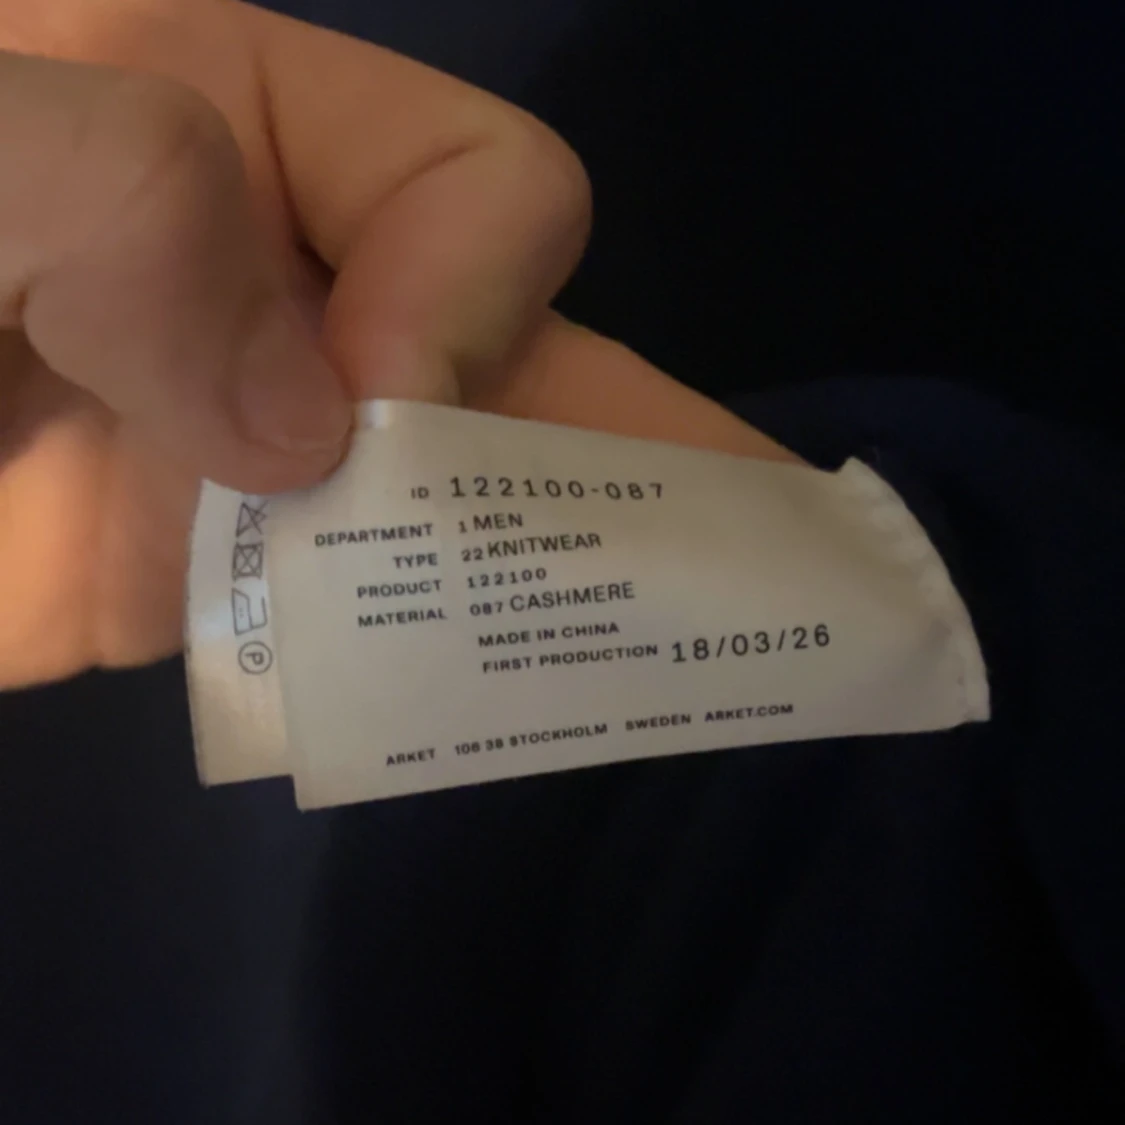 ID 122100-087
DEPARTMENT 1 MEN
TYPE 22 KNITWEAR
PRODUCT 122100
MATERIAL 087 CASHMERE
MADE IN CHINA
FIRST PRODUCTION 18/03/26
ARKET 106 38 STOCKHOLM SWEDEN ARKET.COM
P